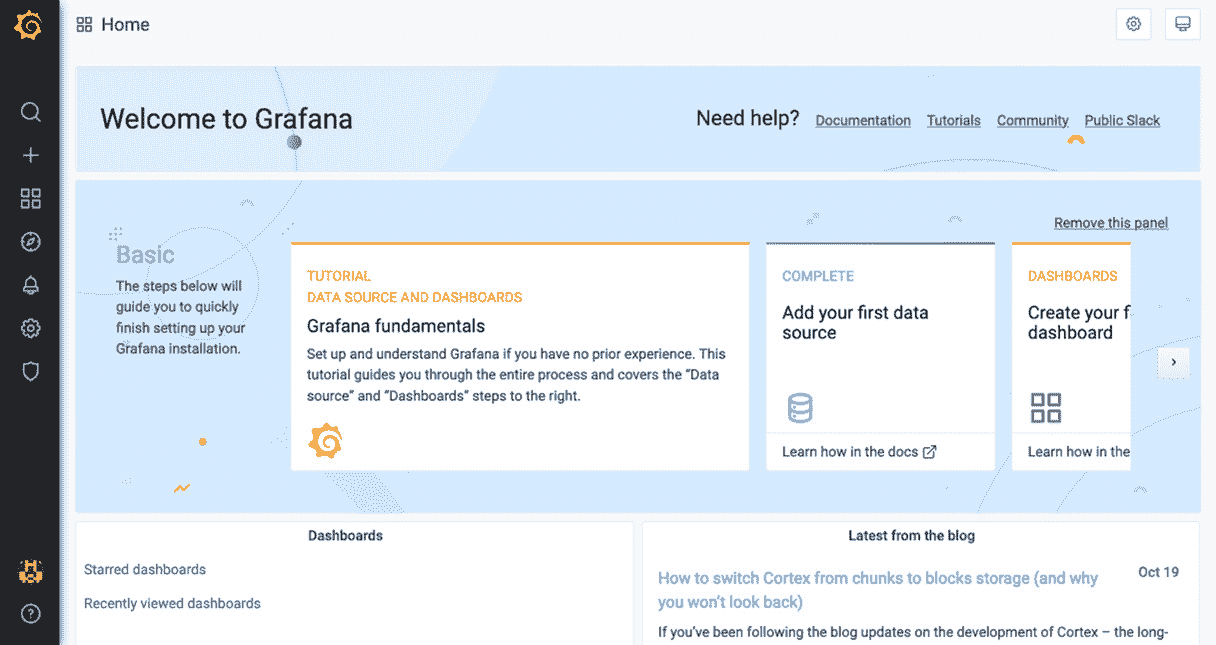 Home
Welcome to Grafana
Need help? Documentation Tutorials Community Public Slack
Remove this panel
Basic
The steps below will
guide you to quickly
finish setting up your
Grafana installation.
TUTORIAL
DATA SOURCE AND DASHBOARDS
Grafana fundamentals
Set up and understand Grafana if you have no prior experience. This
tutorial guides you through the entire process and covers the “Data
source” and “Dashboards” steps to the right.
COMPLETE
Add your first data
source
Learn how in the docs
DASHBOARDS
Create your f
dashboard
Learn how in the
Dashboards
Starred dashboards
Recently viewed dashboards
Latest from the blog
How to switch Cortex from chunks to blocks storage (and why
you won’t look back)
Oct 19
If you’ve been following the blog updates on the development of Cortex – the long-